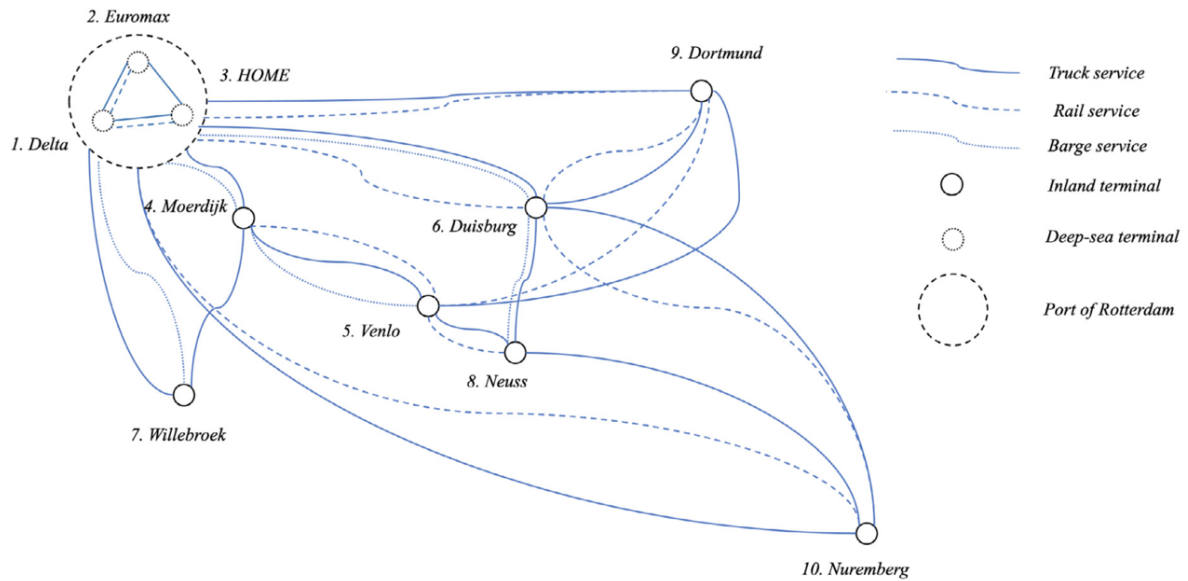 2. Euromax
9. Dortmund
3. HOME
Truck service
Rail service
1. Delta
Barge service
Inland terminal
4. Moerdijk
6. Duisburg
Deep-sea terminal
Port of Rotterdam
5. Venlo
8. Neuss
7. Willebroek
10. Nuremberg